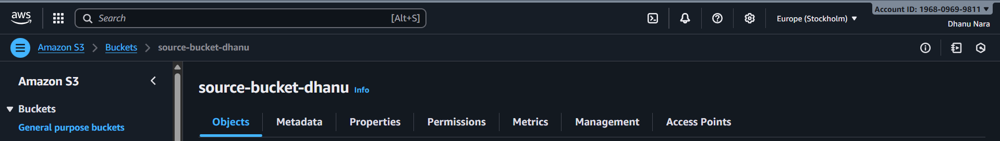 aws Search [Alt+S] Europe (Stockholm) Account ID: 1968-0969-9811
Dhanu Nara
Amazon S3 Buckets source-bucket-dhanu
Amazon S3
Buckets
General purpose buckets
source-bucket-dhanu Info
Objects Metadata Properties Permissions Metrics Management Access Points